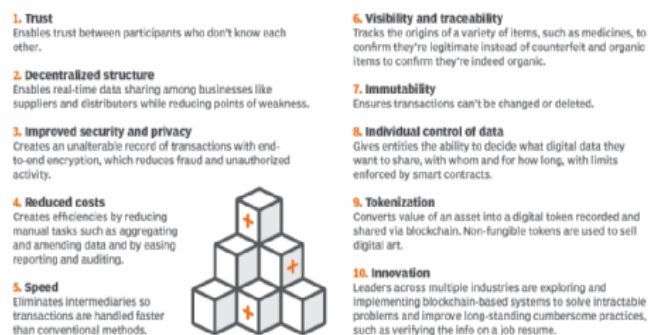 1. Trust
Enables trust between participants who don't know each
other.
2. Decentralized structure
Enables real-time data sharing among businesses like
suppliers and distributors while reducing points of weakness.
3. Improved security and privacy
Creates an unalterable record of transactions with end-
to-end encryption, which reduces fraud and unauthorized
activity.
4. Reduced costs
Creates efficiencies by reducing
manual tasks such as aggregating
and amending data and by easing
reporting and auditing.
5. Speed
Eliminates intermediaries so
transactions are handled faster
than conventional methods.
6. Visibility and traceability
Tracks the origins of a variety of items, such as medicines, to
confirm they're legitimate instead of counterfeit and organic
items to confirm they're indeed organic.
7. Immutability
Ensures transactions can't be changed or deleted.
8. Individual control of data
Gives entities the ability to decide what digital data they
want to share, with whom and for how long, with limits
enforced by smart contracts.
9. Tokenization
Converts value of an asset into a digital token recorded and
shared via blockchain. Non-fungible tokens are used to sell
digital art.
10. Innovation
Leaders across multiple industries are exploring and
implementing blockchain-based systems to solve intractable
problems and improve long-standing cumbersome practices,
such as verifying the info on a job resume.